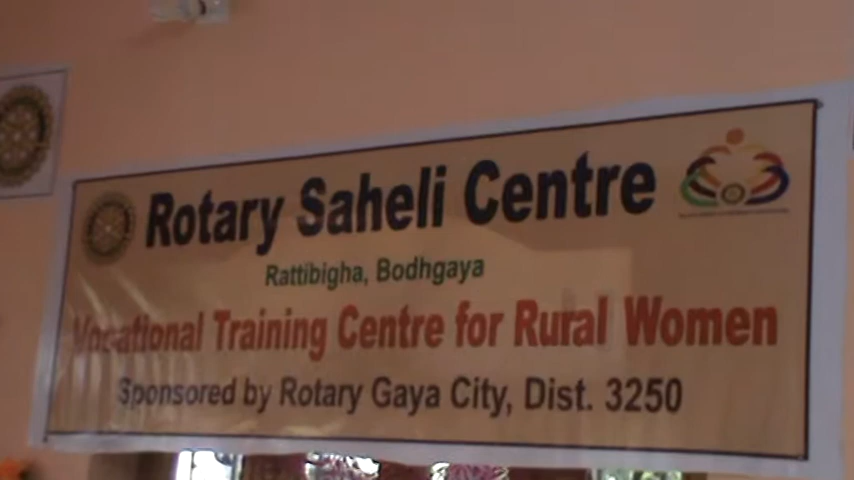 Rotary Saheli Centre
Rattibigha, Bodhgaya
Vocational Training Centre for Rural Women
Sponsored by Rotary Gaya City, Dist. 3250